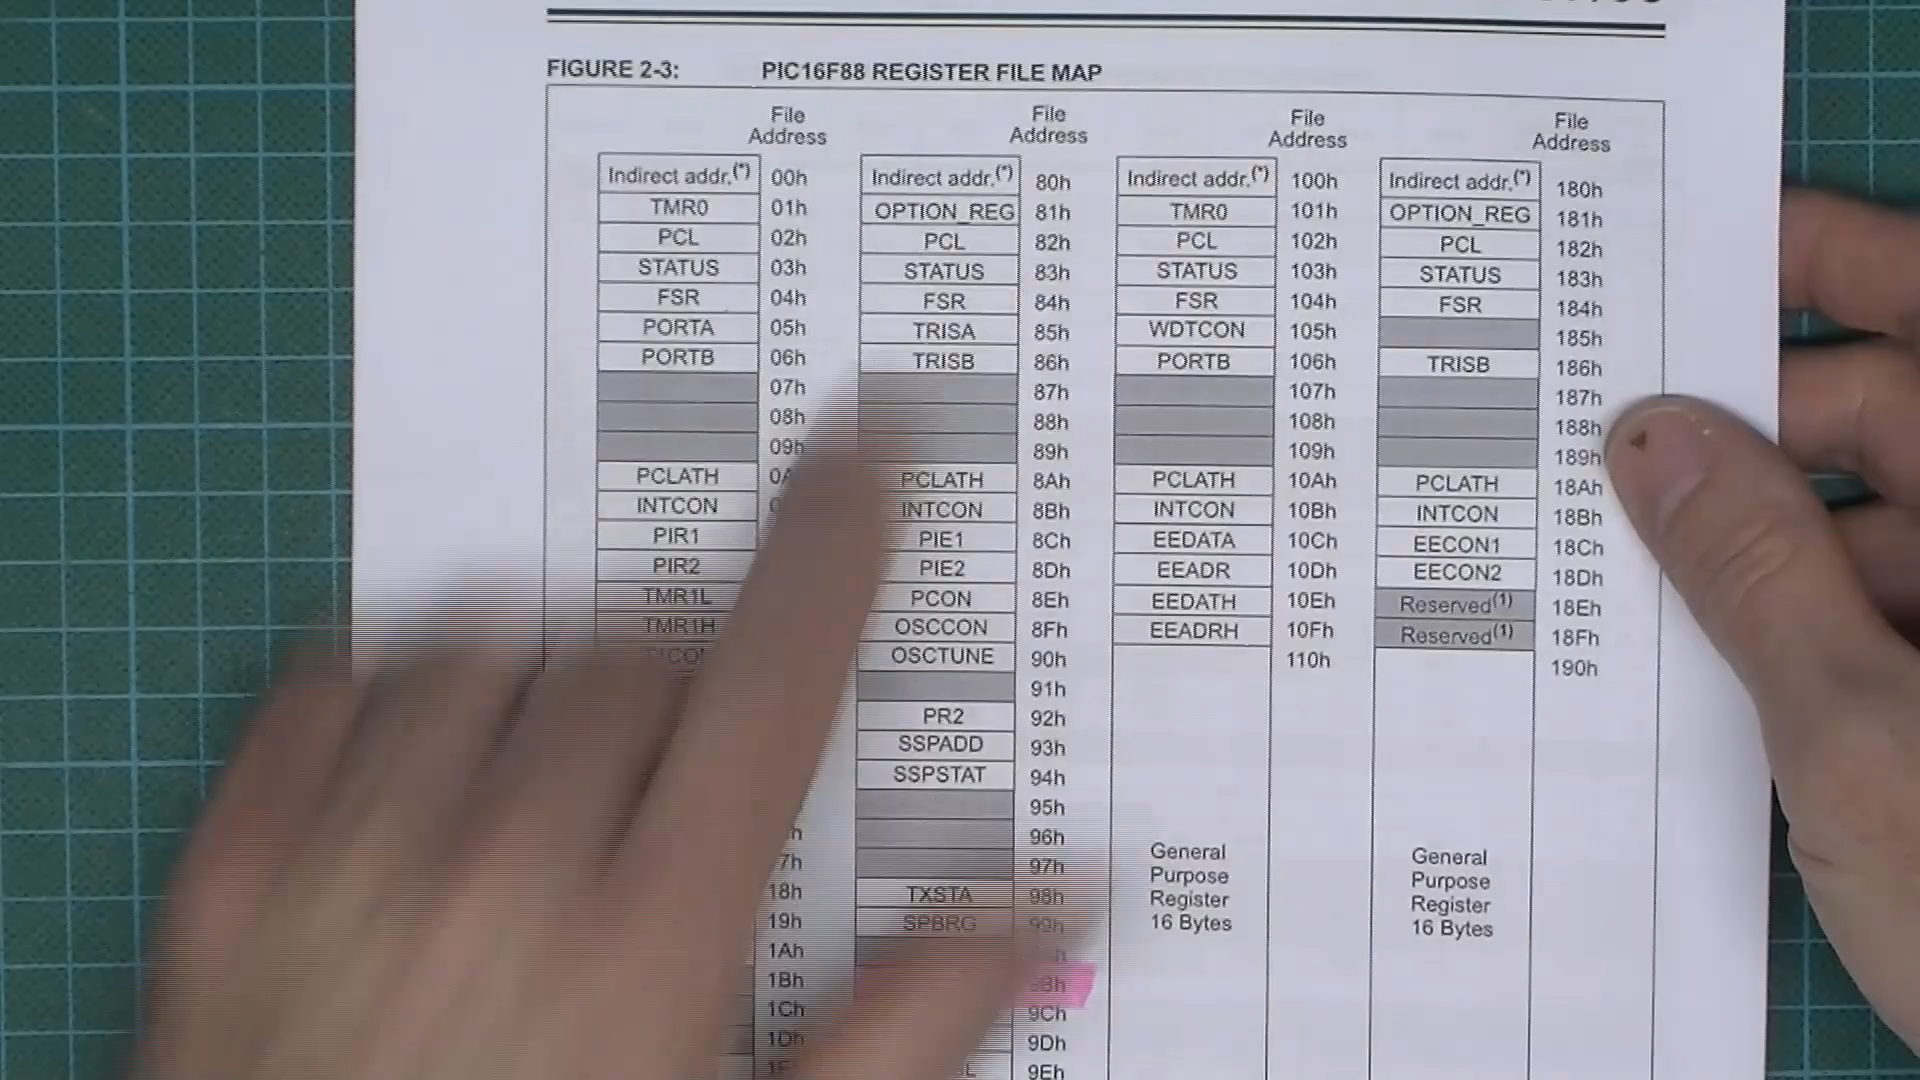 FIGURE 2-3: PIC16F88 REGISTER FILE MAP
File Address File Address File Address File Address
Indirect addr.(*) 00h Indirect addr.(*) 80h Indirect addr.(*) 100h Indirect addr.(*) 180h
TMR0 01h OPTION_REG 81h TMR0 101h OPTION_REG 181h
PCL 02h PCL 82h PCL 102h PCL 182h
STATUS 03h STATUS 83h STATUS 103h STATUS 183h
FSR 04h FSR 84h FSR 104h FSR 184h
PORTA 05h TRISA 85h WDTCON 105h 185h
PORTB 06h TRISB 86h PORTB 106h TRISB 186h
07h 87h 107h 187h
08h 88h 108h 188h
09h 89h 109h 189h
PCLATH PCLATH 8Ah PCLATH 10Ah PCLATH 18Ah
INTCON INTCON 8Bh INTCON 10Bh INTCON 18Bh
PIR1 PIE1 8Ch EEDATA 10Ch EECON1 18Ch
PIR2 PIE2 8Dh EEADR 10Dh EECON2 18Dh
TMR1L PCON 8Eh EEDATH 10Eh Reserved(1) 18Eh
TMR1H OSCCON 8Fh EEADRH 10Fh Reserved(1) 18Fh
OSCTUNE 90h 110h 190h
91h
PR2 92h
SSPADD 93h
SSPSTAT 94h
95h
96h
97h
18h TXSTA 98h
19h SPBRG 99h
1Ah
1Bh
1Ch 9Ch
1Dh 9Dh
9Eh
General
Purpose
Register
16 Bytes
General
Purpose
Register
16 Bytes